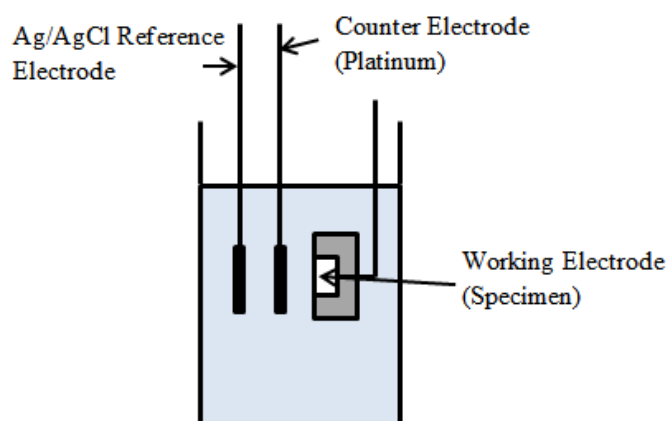 Ag/AgCl Reference
Electrode
Counter Electrode
(Platinum)
Working Electrode
(Specimen)